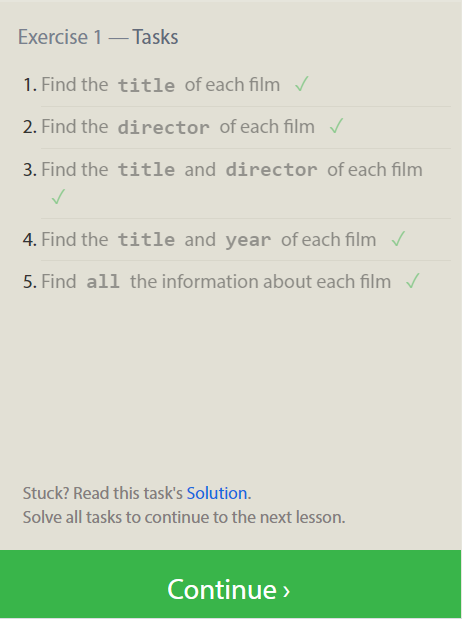 Exercise 1 — Tasks
1. Find the title of each film ✓
2. Find the director of each film ✓
3. Find the title and director of each film
✓
4. Find the title and year of each film ✓
5. Find all the information about each film ✓
Stuck? Read this task's Solution.
Solve all tasks to continue to the next lesson.
Continue ›